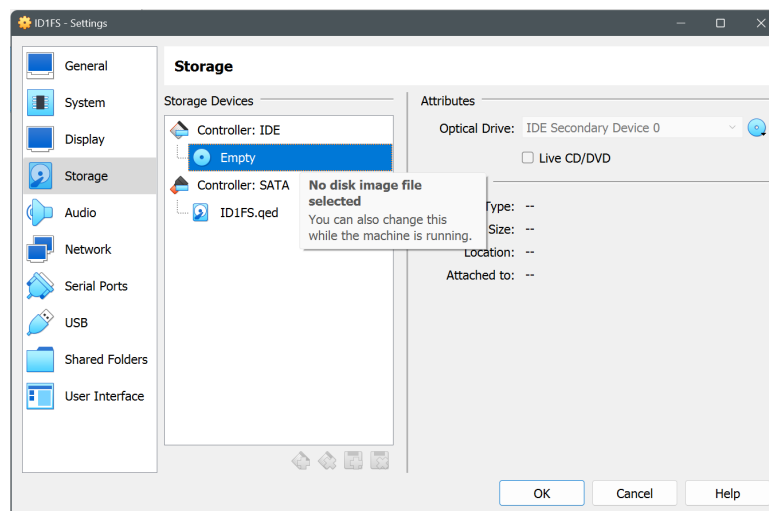 ID1FS - Settings
General
System
Display
Storage
Audio
Network
Serial Ports
USB
Shared Folders
User Interface
Storage
Storage Devices
Controller: IDE
Empty
Controller: SATA
ID1FS.qed
No disk image file
selected
You can also change this
while the machine is running.
Attributes
Optical Drive: IDE Secondary Device 0
Live CD/DVD
Type: --
Size: --
Location: --
Attached to: --
OK
Cancel
Help